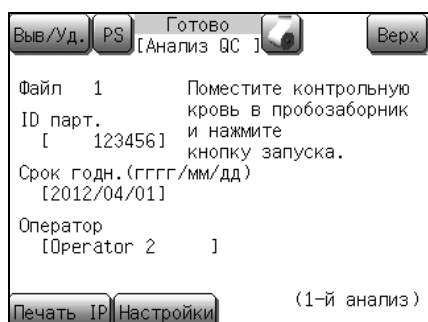 Выв/Уд. PS Готово Верх
[Анализ QC ]
Файл 1
ID парт.
[ 123456]
Срок годн.(гггг/мм/дд)
[2012/04/01]
Оператор
[Operator 2 ]
Поместите контрольную
кровь в пробозаборник
и нажмите
кнопку запуска.
(1-й анализ)
Печать IP Настройки